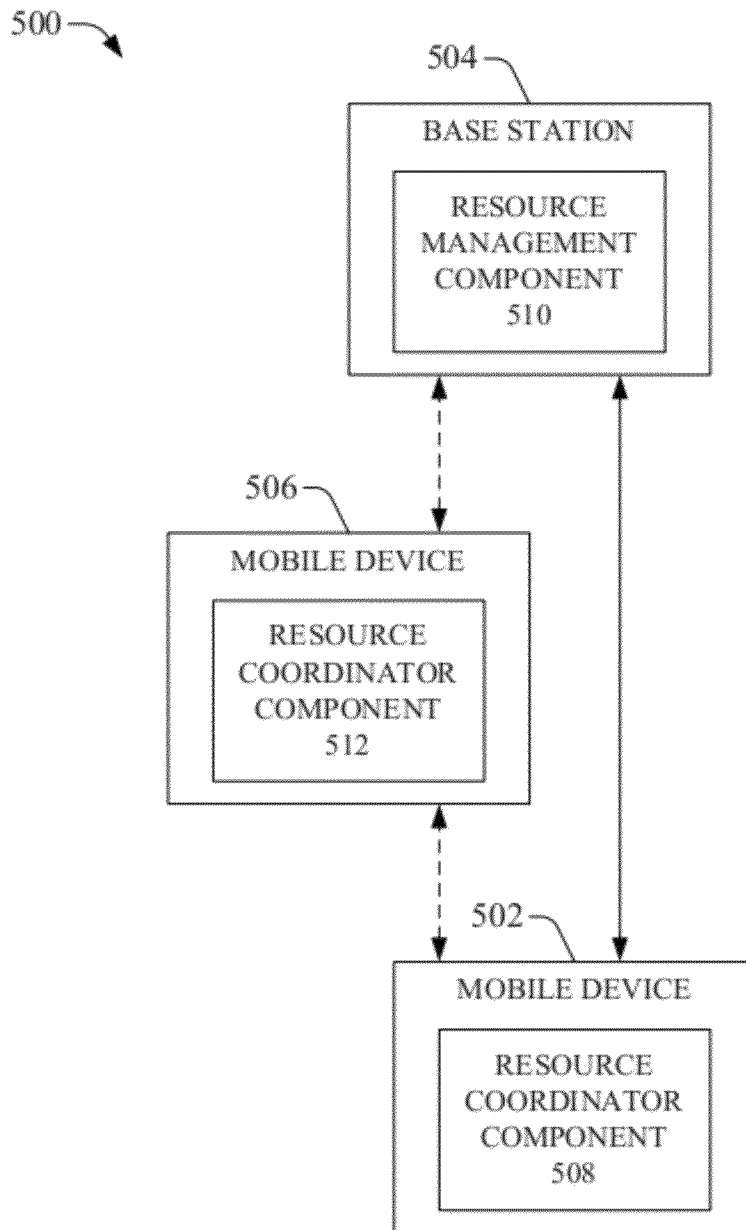 500
504
BASE STATION
RESOURCE
MANAGEMENT
COMPONENT
510
506
MOBILE DEVICE
RESOURCE
COORDINATOR
COMPONENT
512
502
MOBILE DEVICE
RESOURCE
COORDINATOR
COMPONENT
508